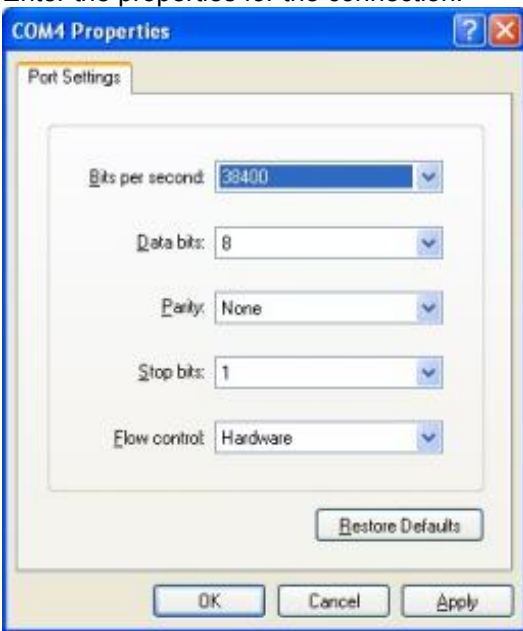 Enter the properties for the connection.
COM4 Properties
Port Settings
Bits per second: 38400
Data bits: 8
Parity: None
Stop bits: 1
Flow control: Hardware
Restore Defaults
OK Cancel Apply